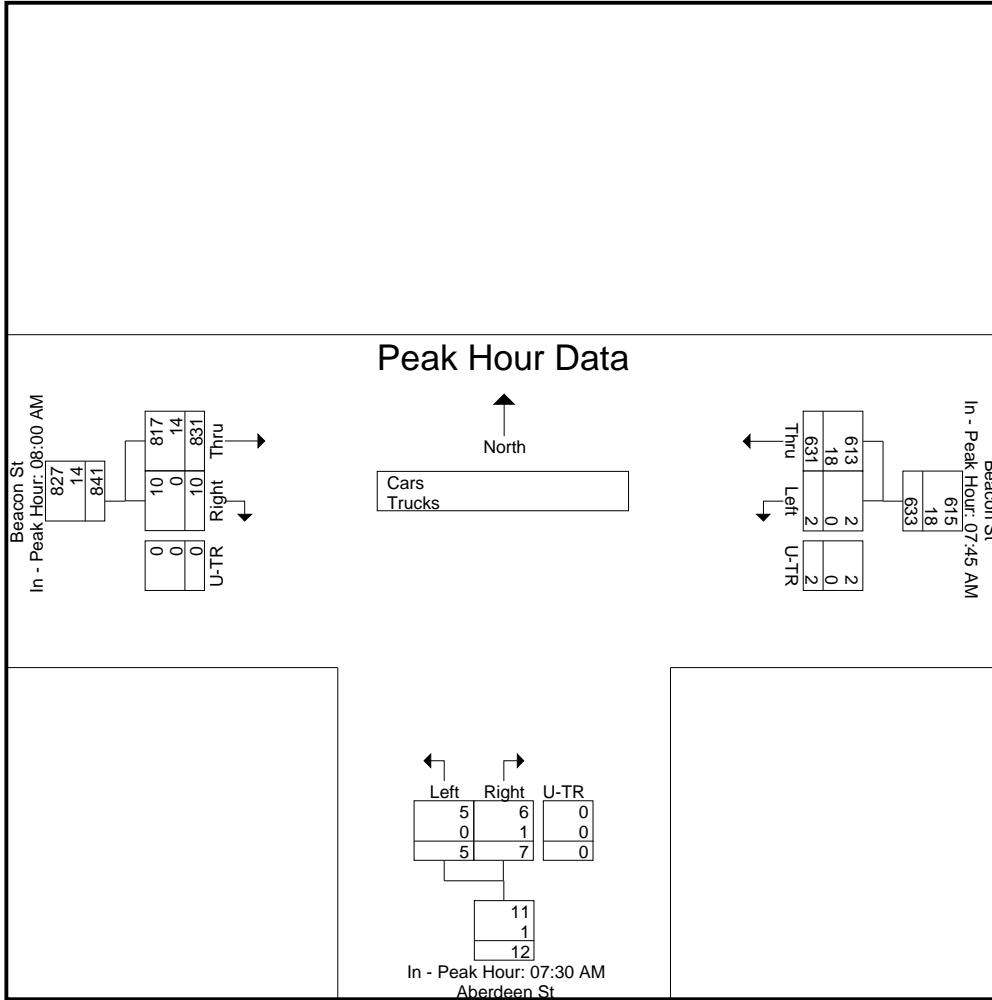 Peak Hour Data
North
Cars
Trucks
Beacon St
In - Peak Hour: 08:00 AM
827
14
841
817
14
831
Thru
10
0
10
Right
0
0
0
U-TR
Beacon St
In - Peak Hour: 07:45 AM
615
18
633
613
18
631
Thru
2
0
2
Left
2
0
2
U-TR
Left Right U-TR
5 6 0
0 1 0
5 7 0
11
1
12
In - Peak Hour: 07:30 AM
Aberdeen St